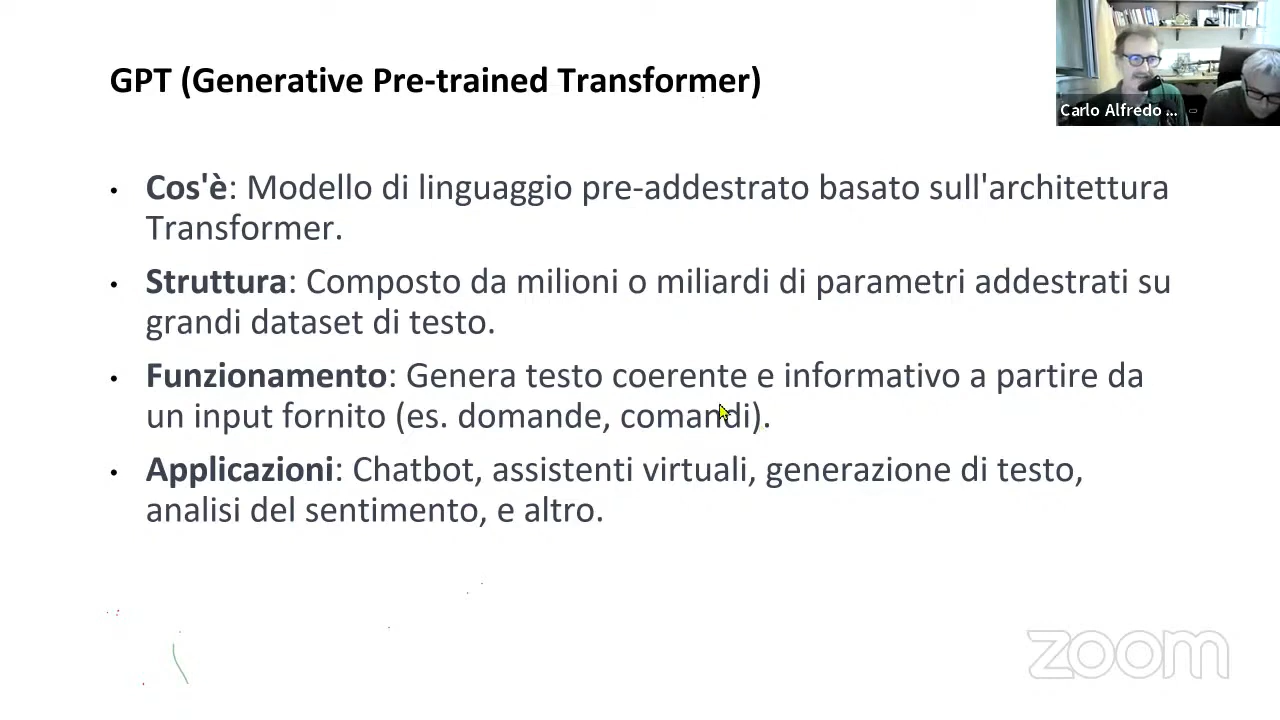 GPT (Generative Pre-trained Transformer)
Carlo Alfredo ...
• Cos'è: Modello di linguaggio pre-addestrato basato sull'architettura
Transformer.
• Struttura: Composto da milioni o miliardi di parametri addestrati su
grandi dataset di testo.
• Funzionamento: Genera testo coerente e informativo a partire da
un input fornito (es. domande, comandi).
• Applicazioni: Chatbot, assistenti virtuali, generazione di testo,
analisi del sentimento, e altro.
zoom